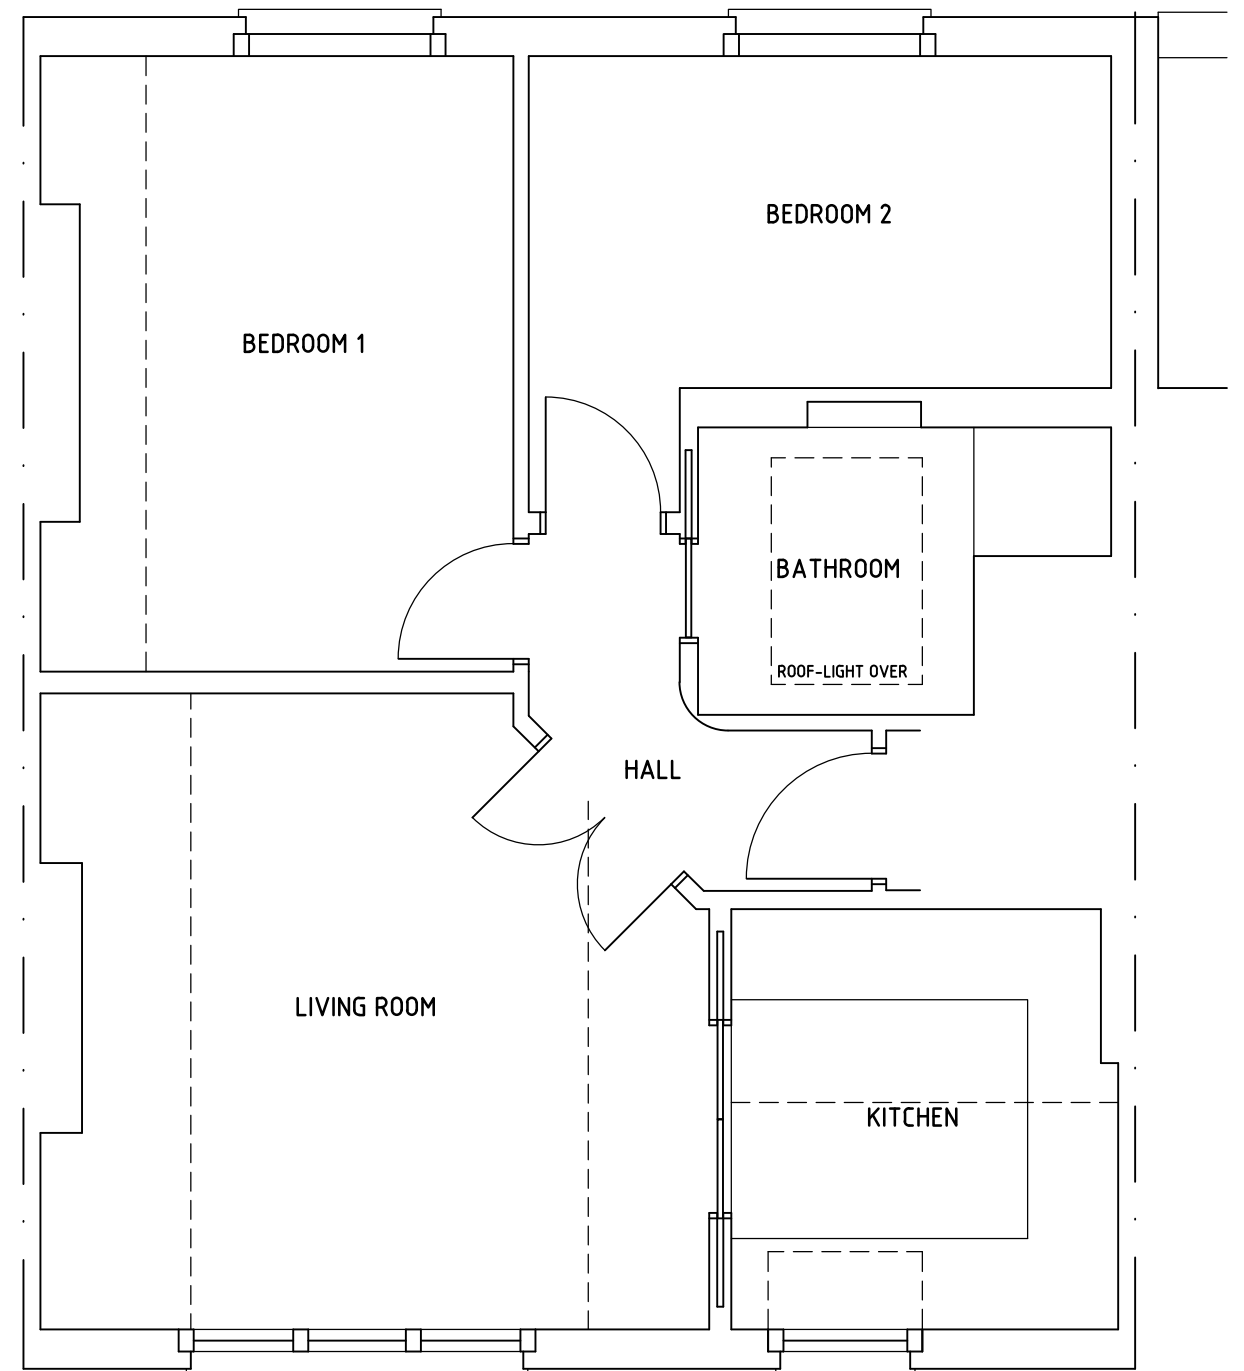 BEDROOM 2
BEDROOM 1
BATHROOM
ROOF-LIGHT OVER
HALL
LIVING ROOM
KITCHEN